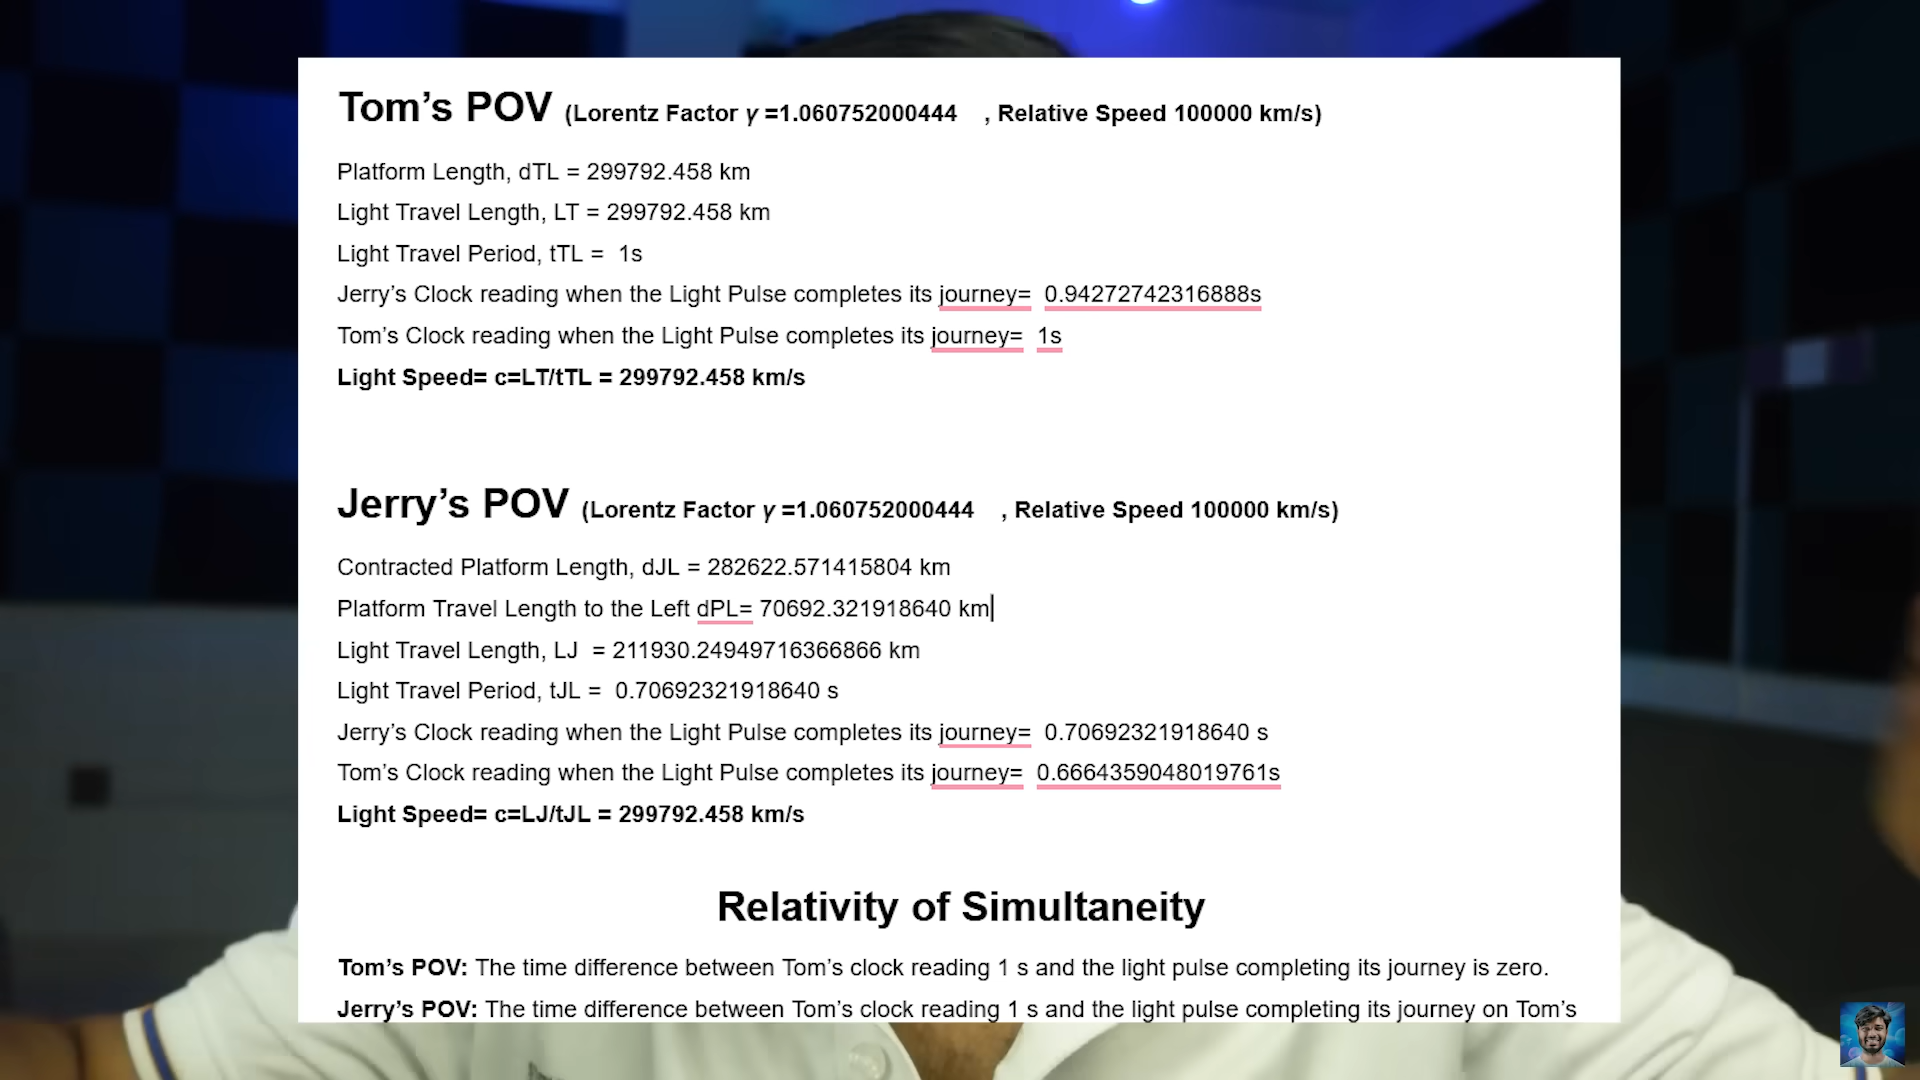 Tom’s POV (Lorentz Factor γ =1.060752000444 , Relative Speed 100000 km/s)
Platform Length, dTL = 299792.458 km
Light Travel Length, LT = 299792.458 km
Light Travel Period, tTL = 1s
Jerry’s Clock reading when the Light Pulse completes its journey= 0.94272742316888s
Tom’s Clock reading when the Light Pulse completes its journey= 1s
Light Speed= c=LT/tTL = 299792.458 km/s
Jerry’s POV (Lorentz Factor γ =1.060752000444 , Relative Speed 100000 km/s)
Contracted Platform Length, dJL = 282622.571415804 km
Platform Travel Length to the Left dPL= 70692.321918640 km
Light Travel Length, LJ = 211930.24949716366866 km
Light Travel Period, tJL = 0.70692321918640 s
Jerry’s Clock reading when the Light Pulse completes its journey= 0.70692321918640 s
Tom’s Clock reading when the Light Pulse completes its journey= 0.6664359048019761s
Light Speed= c=LJ/tJL = 299792.458 km/s
Relativity of Simultaneity
Tom’s POV: The time difference between Tom’s clock reading 1 s and the light pulse completing its journey is zero.
Jerry’s POV: The time difference between Tom’s clock reading 1 s and the light pulse completing its journey on Tom’s